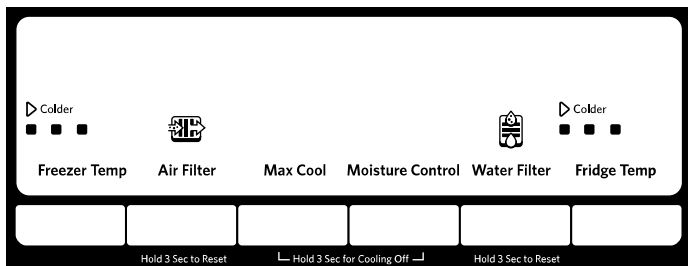 Colder
Colder
Freezer Temp Air Filter Max Cool Moisture Control Water Filter Fridge Temp
Hold 3 Sec to Reset Hold 3 Sec for Cooling Off Hold 3 Sec to Reset